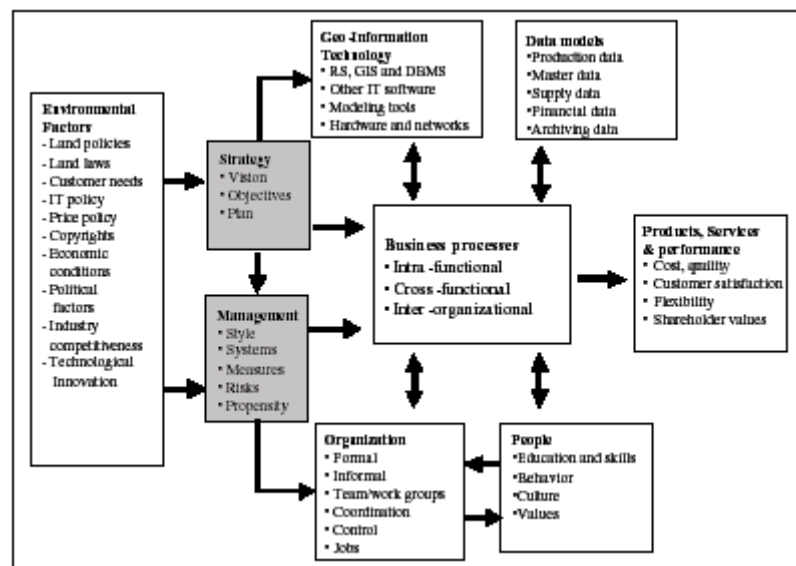 Environmental
Factors
- Land policies
- Land laws
- Customer needs
- IT policy
- Price policy
- Copyrights
- Economic
conditions
- Political
factors
- Industry
competitiveness
- Technological
Innovation
Strategy
• Vision
• Objectives
• Plan
Management
• Style
• Systems
• Measures
• Risks
• Propensity
Geo-Information
Technology
• RS, GIS and DBMS
• Other IT software
• Modeling tools
• Hardware and networks
Data models
•Production data
•Master data
•Supply data
•Financial data
•Archiving data
Business processes
• Intra-functional
• Cross-functional
• Inter-organizational
Products, Services
& performance
• Cost, quality
• Customer satisfaction
• Flexibility
• Shareholder values
Organization
• Formal
• Informal
• Team/work groups
• Coordination
• Control
• Jobs
People
•Education and skills
•Behavior
•Culture
•Values